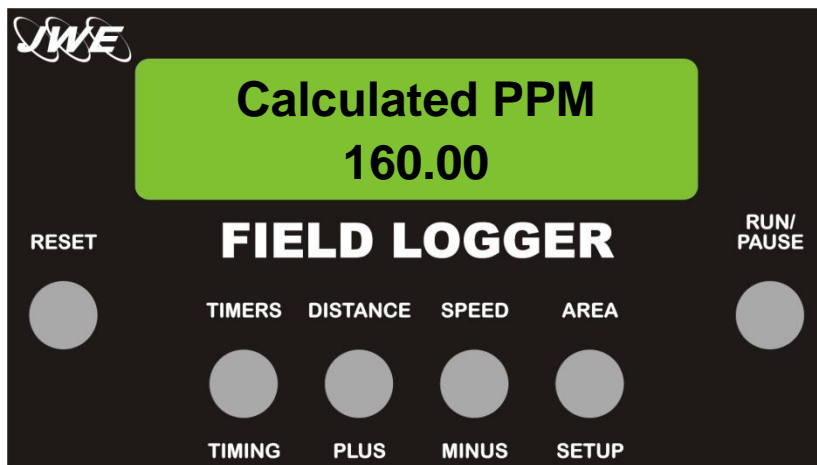 JWE
Calculated PPM
160.00
RESET
FIELD LOGGER
RUN/
PAUSE
TIMERS DISTANCE SPEED AREA
TIMING PLUS MINUS SETUP